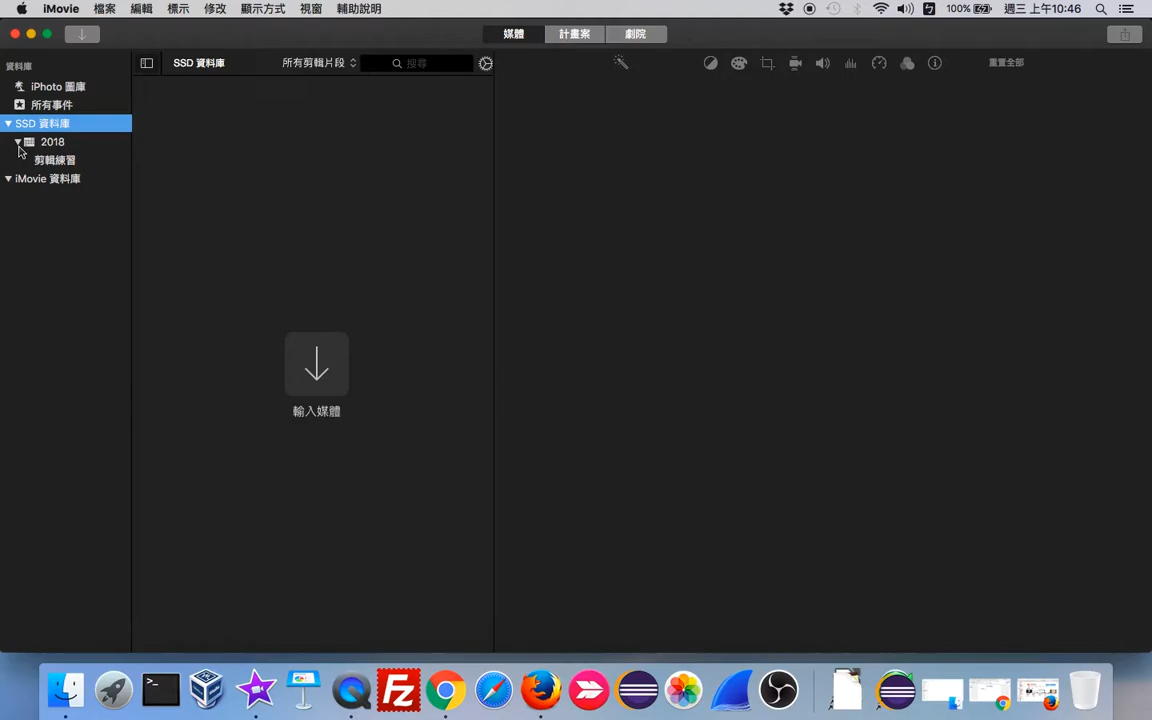 iMovie 檔案 編輯 標示 修改 顯示方式 視窗 輔助說明 100% 週三 上午10:46
媒體 計畫案 劇院
資料庫 SSD 資料庫 所有剪輯片段 搜尋 重置全部
iPhoto 圖庫
所有事件
SSD 資料庫
2018
剪輯練習
iMovie 資料庫
輸入媒體
>_
Fz